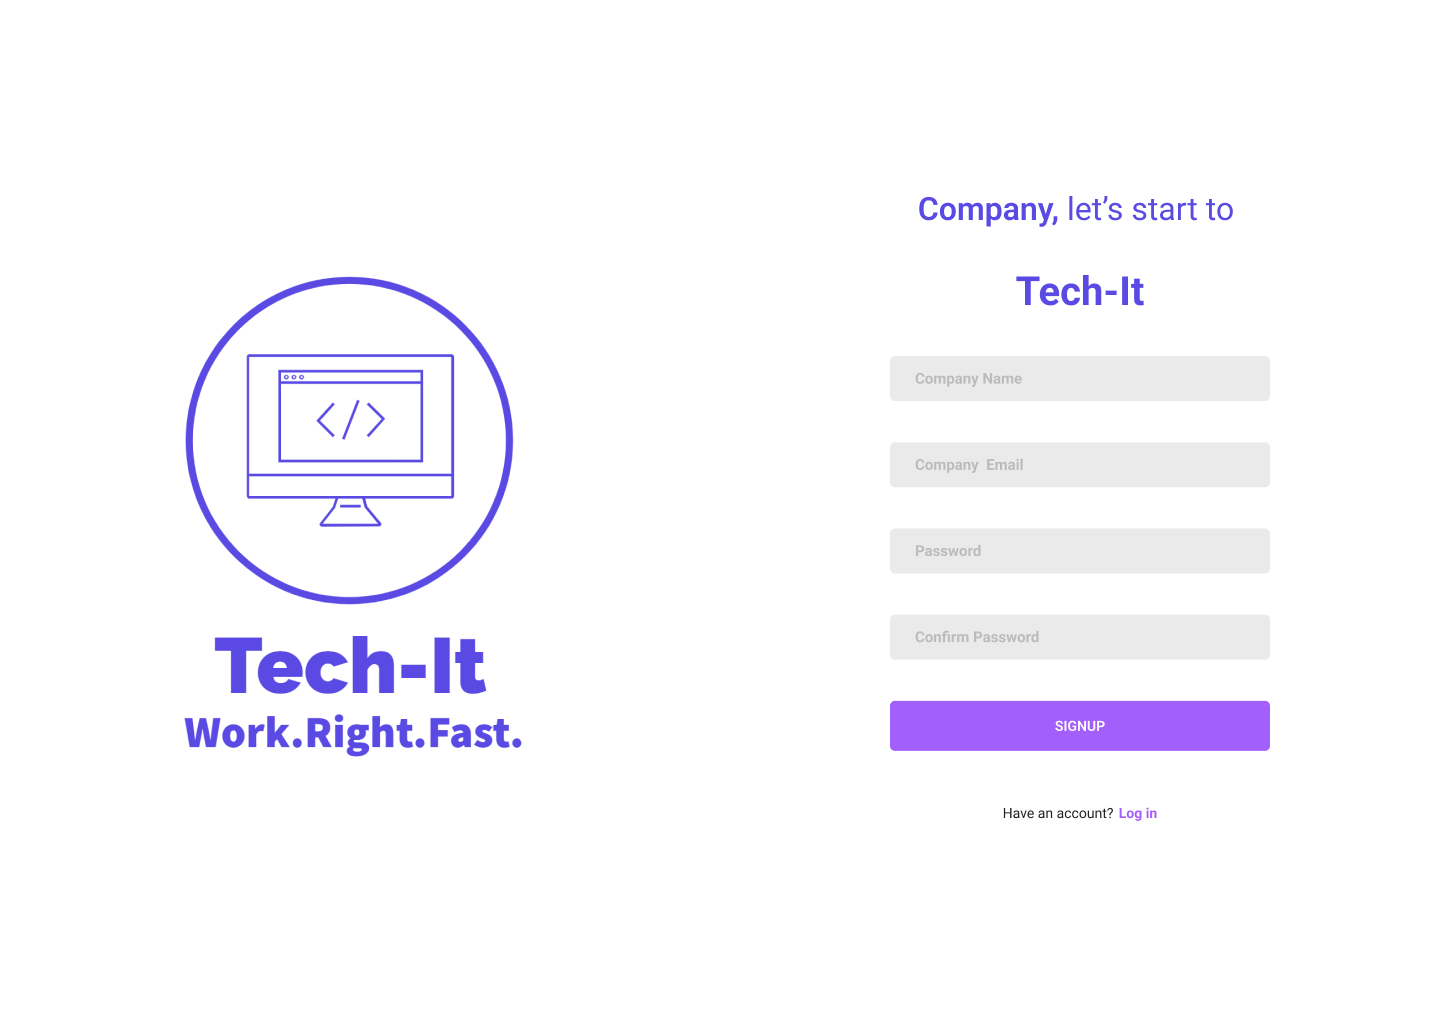 Tech-It
Work.Right.Fast.
Company, let’s start to
Tech-It
Company Name
Company  Email
Password
Confirm Password
SIGNUP
Have an account? Log in